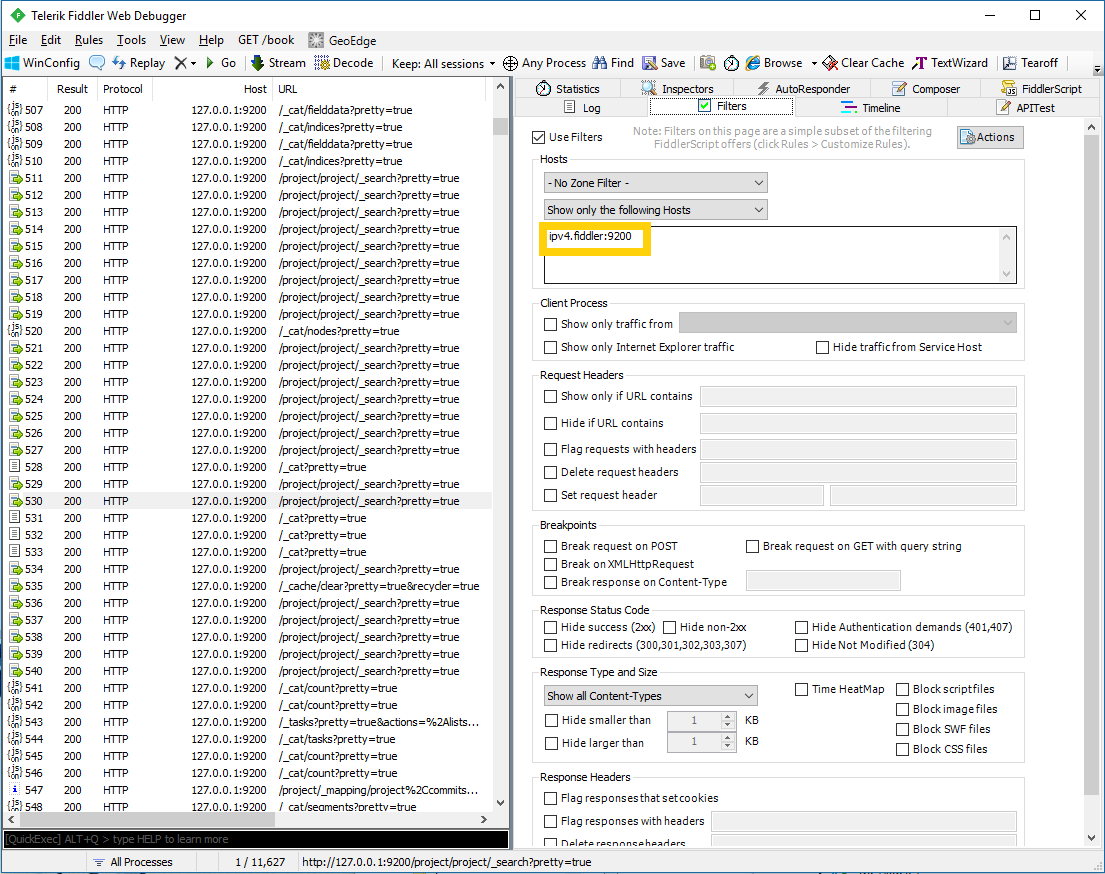 Telerik Fiddler Web Debugger
File Edit Rules Tools View Help GET /book GeoEdge
WinConfig Replay Go Stream Decode Keep: All sessions Any Process Find Save Browse Clear Cache TextWizard Tearoff
# Result Protocol Host URL
507 200 HTTP 127.0.0.1:9200 /_cat/fielddata?pretty=true
508 200 HTTP 127.0.0.1:9200 /_cat/indices?pretty=true
509 200 HTTP 127.0.0.1:9200 /_cat/fielddata?pretty=true
510 200 HTTP 127.0.0.1:9200 /_cat/indices?pretty=true
511 200 HTTP 127.0.0.1:9200 /project/project/_search?pretty=true
512 200 HTTP 127.0.0.1:9200 /project/project/_search?pretty=true
513 200 HTTP 127.0.0.1:9200 /project/project/_search?pretty=true
514 200 HTTP 127.0.0.1:9200 /project/project/_search?pretty=true
515 200 HTTP 127.0.0.1:9200 /project/project/_search?pretty=true
516 200 HTTP 127.0.0.1:9200 /project/project/_search?pretty=true
517 200 HTTP 127.0.0.1:9200 /project/project/_search?pretty=true
518 200 HTTP 127.0.0.1:9200 /project/project/_search?pretty=true
519 200 HTTP 127.0.0.1:9200 /project/project/_search?pretty=true
520 200 HTTP 127.0.0.1:9200 /_cat/nodes?pretty=true
521 200 HTTP 127.0.0.1:9200 /project/project/_search?pretty=true
522 200 HTTP 127.0.0.1:9200 /project/project/_search?pretty=true
523 200 HTTP 127.0.0.1:9200 /project/project/_search?pretty=true
524 200 HTTP 127.0.0.1:9200 /project/project/_search?pretty=true
525 200 HTTP 127.0.0.1:9200 /project/project/_search?pretty=true
526 200 HTTP 127.0.0.1:9200 /project/project/_search?pretty=true
527 200 HTTP 127.0.0.1:9200 /project/project/_search?pretty=true
528 200 HTTP 127.0.0.1:9200 /_cat?pretty=true
529 200 HTTP 127.0.0.1:9200 /project/project/_search?pretty=true
530 200 HTTP 127.0.0.1:9200 /project/project/_search?pretty=true
531 200 HTTP 127.0.0.1:9200 /_cat?pretty=true
532 200 HTTP 127.0.0.1:9200 /_cat?pretty=true
533 200 HTTP 127.0.0.1:9200 /_cat?pretty=true
534 200 HTTP 127.0.0.1:9200 /project/project/_search?pretty=true
535 200 HTTP 127.0.0.1:9200 /_cache/clear?pretty=true&recycler=true
536 200 HTTP 127.0.0.1:9200 /project/project/_search?pretty=true
537 200 HTTP 127.0.0.1:9200 /project/project/_search?pretty=true
538 200 HTTP 127.0.0.1:9200 /project/project/_search?pretty=true
539 200 HTTP 127.0.0.1:9200 /project/project/_search?pretty=true
540 200 HTTP 127.0.0.1:9200 /project/project/_search?pretty=true
541 200 HTTP 127.0.0.1:9200 /_cat/count?pretty=true
542 200 HTTP 127.0.0.1:9200 /_cat/count?pretty=true
543 200 HTTP 127.0.0.1:9200 /_tasks?pretty=true&actions=%2Alists...
544 200 HTTP 127.0.0.1:9200 /_cat/tasks?pretty=true
545 200 HTTP 127.0.0.1:9200 /_cat/count?pretty=true
546 200 HTTP 127.0.0.1:9200 /_cat/count?pretty=true
547 200 HTTP 127.0.0.1:9200 /project/_mapping/project%2Ccommits...
548 200 HTTP 127.0.0.1:9200 /_cat/segments?pretty=true
[QuickExec] ALT+Q > type HELP to learn more
All Processes 1 / 11,627 http://127.0.0.1:9200/project/project/_search?pretty=true
Statistics Inspectors AutoResponder Composer FiddlerScript
Log Filters Timeline APITest
Use Filters
Note: Filters on this page are a simple subset of the filtering
FiddlerScript offers (click Rules > Customize Rules).
Actions
Hosts
- No Zone Filter -
Show only the following Hosts
ipv4.fiddler:9200
Client Process
Show only traffic from
Show only Internet Explorer traffic Hide traffic from Service Host
Request Headers
Show only if URL contains
Hide if URL contains
Flag requests with headers
Delete request headers
Set request header
Breakpoints
Break request on POST Break request on GET with query string
Break on XMLHttpRequest
Break response on Content-Type
Response Status Code
Hide success (2xx) Hide non-2xx Hide Authentication demands (401,407)
Hide redirects (300,301,302,303,307) Hide Not Modified (304)
Response Type and Size
Show all Content-Types Time HeatMap Block script files
Block image files
Hide smaller than 1 KB
Block SWF files
Hide larger than 1 KB
Block CSS files
Response Headers
Flag responses that set cookies
Flag responses with headers
Delete response headers